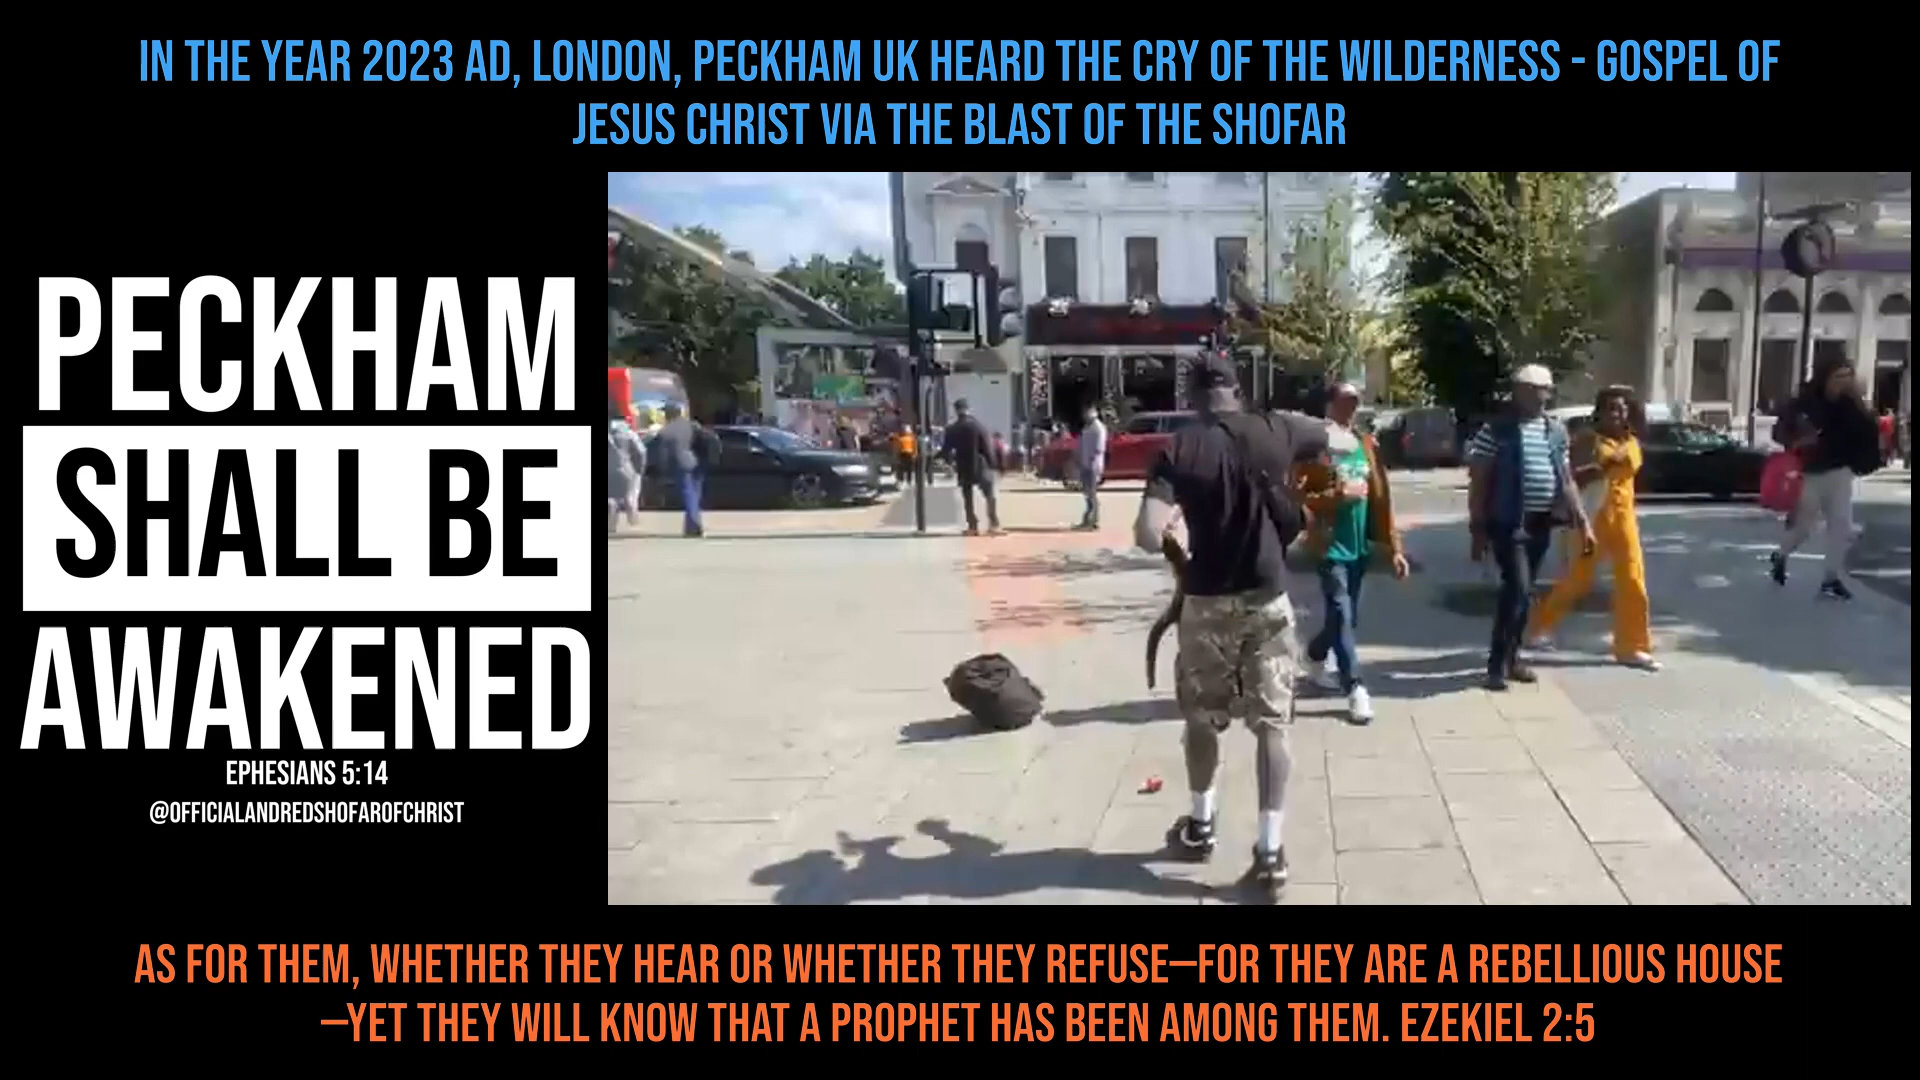 IN THE YEAR 2023 AD, LONDON, PECKHAM UK HEARD THE CRY OF THE WILDERNESS - GOSPEL OF
JESUS CHRIST VIA THE BLAST OF THE SHOFAR
PECKHAM
SHALL BE
AWAKENED
EPHESIANS 5:14
@OFFICIALANDREDSHOFAROFCHRIST
AS FOR THEM, WHETHER THEY HEAR OR WHETHER THEY REFUSE—FOR THEY ARE A REBELLIOUS HOUSE
—YET THEY WILL KNOW THAT A PROPHET HAS BEEN AMONG THEM. EZEKIEL 2:5